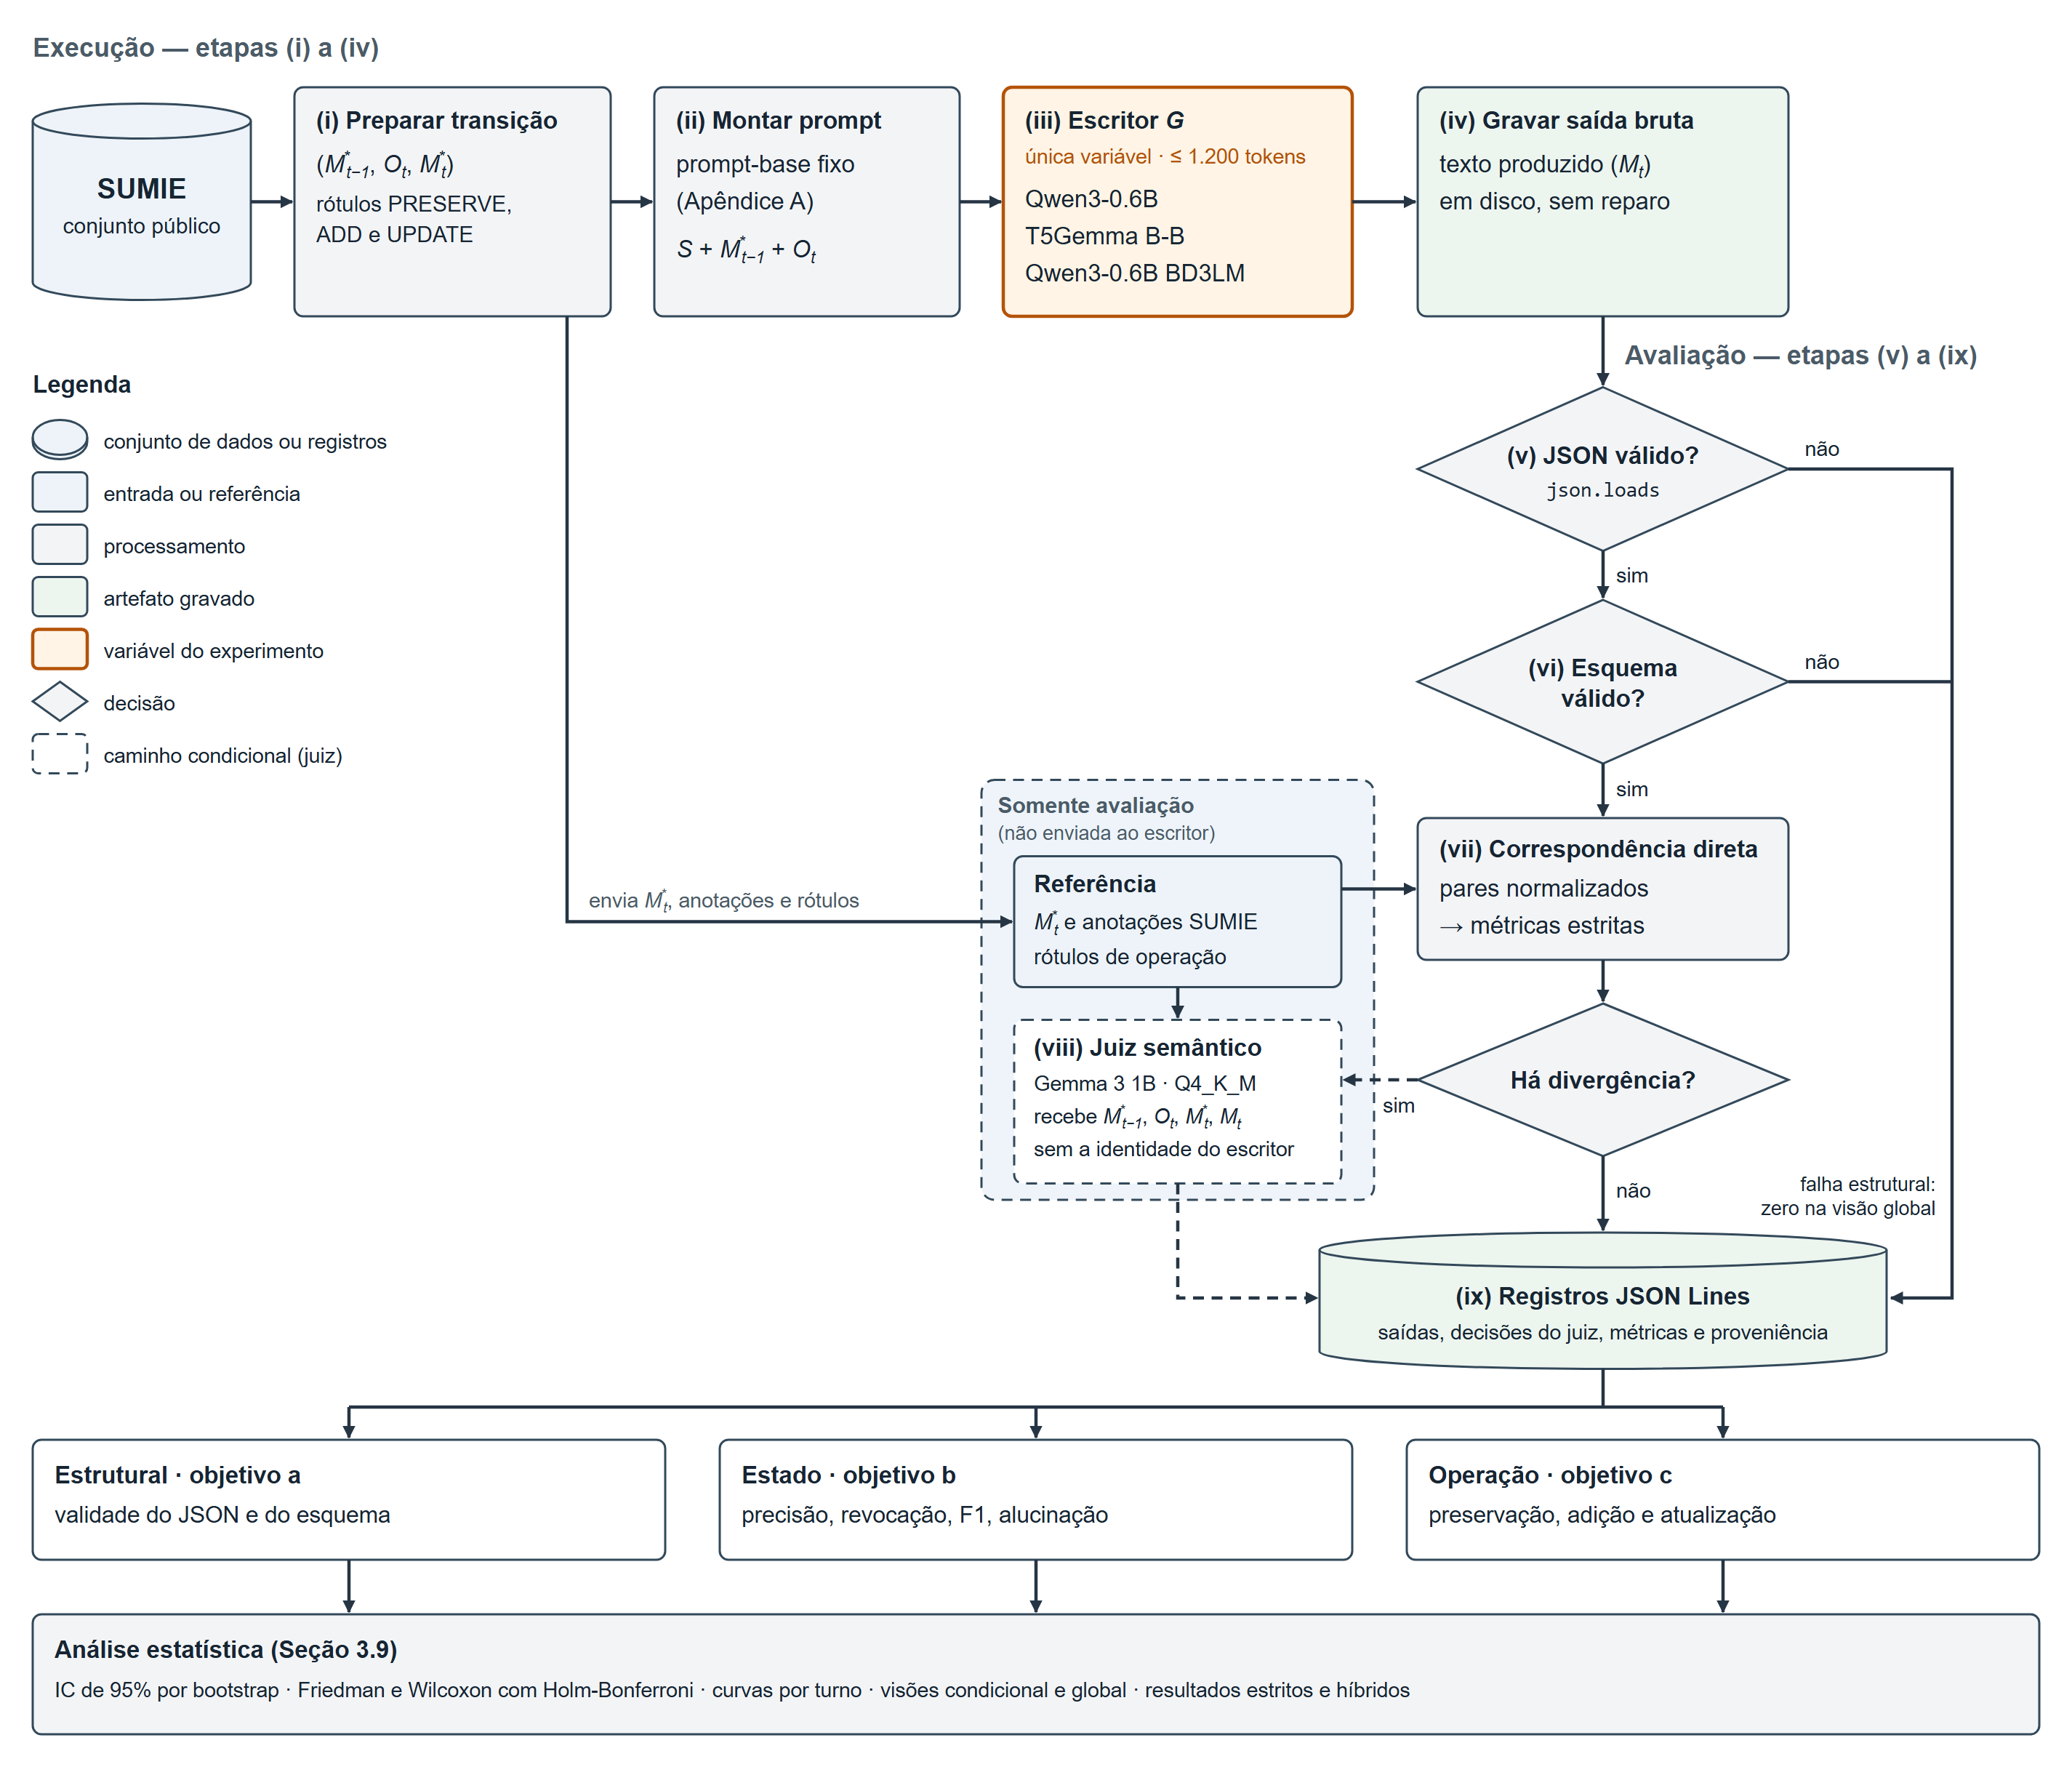 Execução — etapas (i) a (iv)
SUMIE
conjunto público
(i) Preparar transição
(M*t−1, Ot, M*t)
rótulos PRESERVE,
ADD e UPDATE
(ii) Montar prompt
prompt-base fixo
(Apêndice A)
S + M*t−1 + Ot
(iii) Escritor G
única variável · ≤ 1.200 tokens
Qwen3-0.6B
T5Gemma B-B
Qwen3-0.6B BD3LM
(iv) Gravar saída bruta
texto produzido (Mt)
em disco, sem reparo
Avaliação — etapas (v) a (ix)
Legenda
conjunto de dados ou registros
entrada ou referência
processamento
artefato gravado
variável do experimento
decisão
caminho condicional (juiz)
(v) JSON válido?
json.loads
não
sim
(vi) Esquema
válido?
não
sim
Somente avaliação
(não enviada ao escritor)
envia M*t, anotações e rótulos
Referência
M*t e anotações SUMIE
rótulos de operação
(vii) Correspondência direta
pares normalizados
→ métricas estritas
(viii) Juiz semântico
Gemma 3 1B · Q4_K_M
recebe M*t−1, Ot, M*t, Mt
sem a identidade do escritor
Há divergência?
sim
não
falha estrutural:
zero na visão global
(ix) Registros JSON Lines
saídas, decisões do juiz, métricas e proveniência
Estrutural · objetivo a
validade do JSON e do esquema
Estado · objetivo b
precisão, revocação, F1, alucinação
Operação · objetivo c
preservação, adição e atualização
Análise estatística (Seção 3.9)
IC de 95% por bootstrap · Friedman e Wilcoxon com Holm-Bonferroni · curvas por turno · visões condicional e global · resultados estritos e híbridos